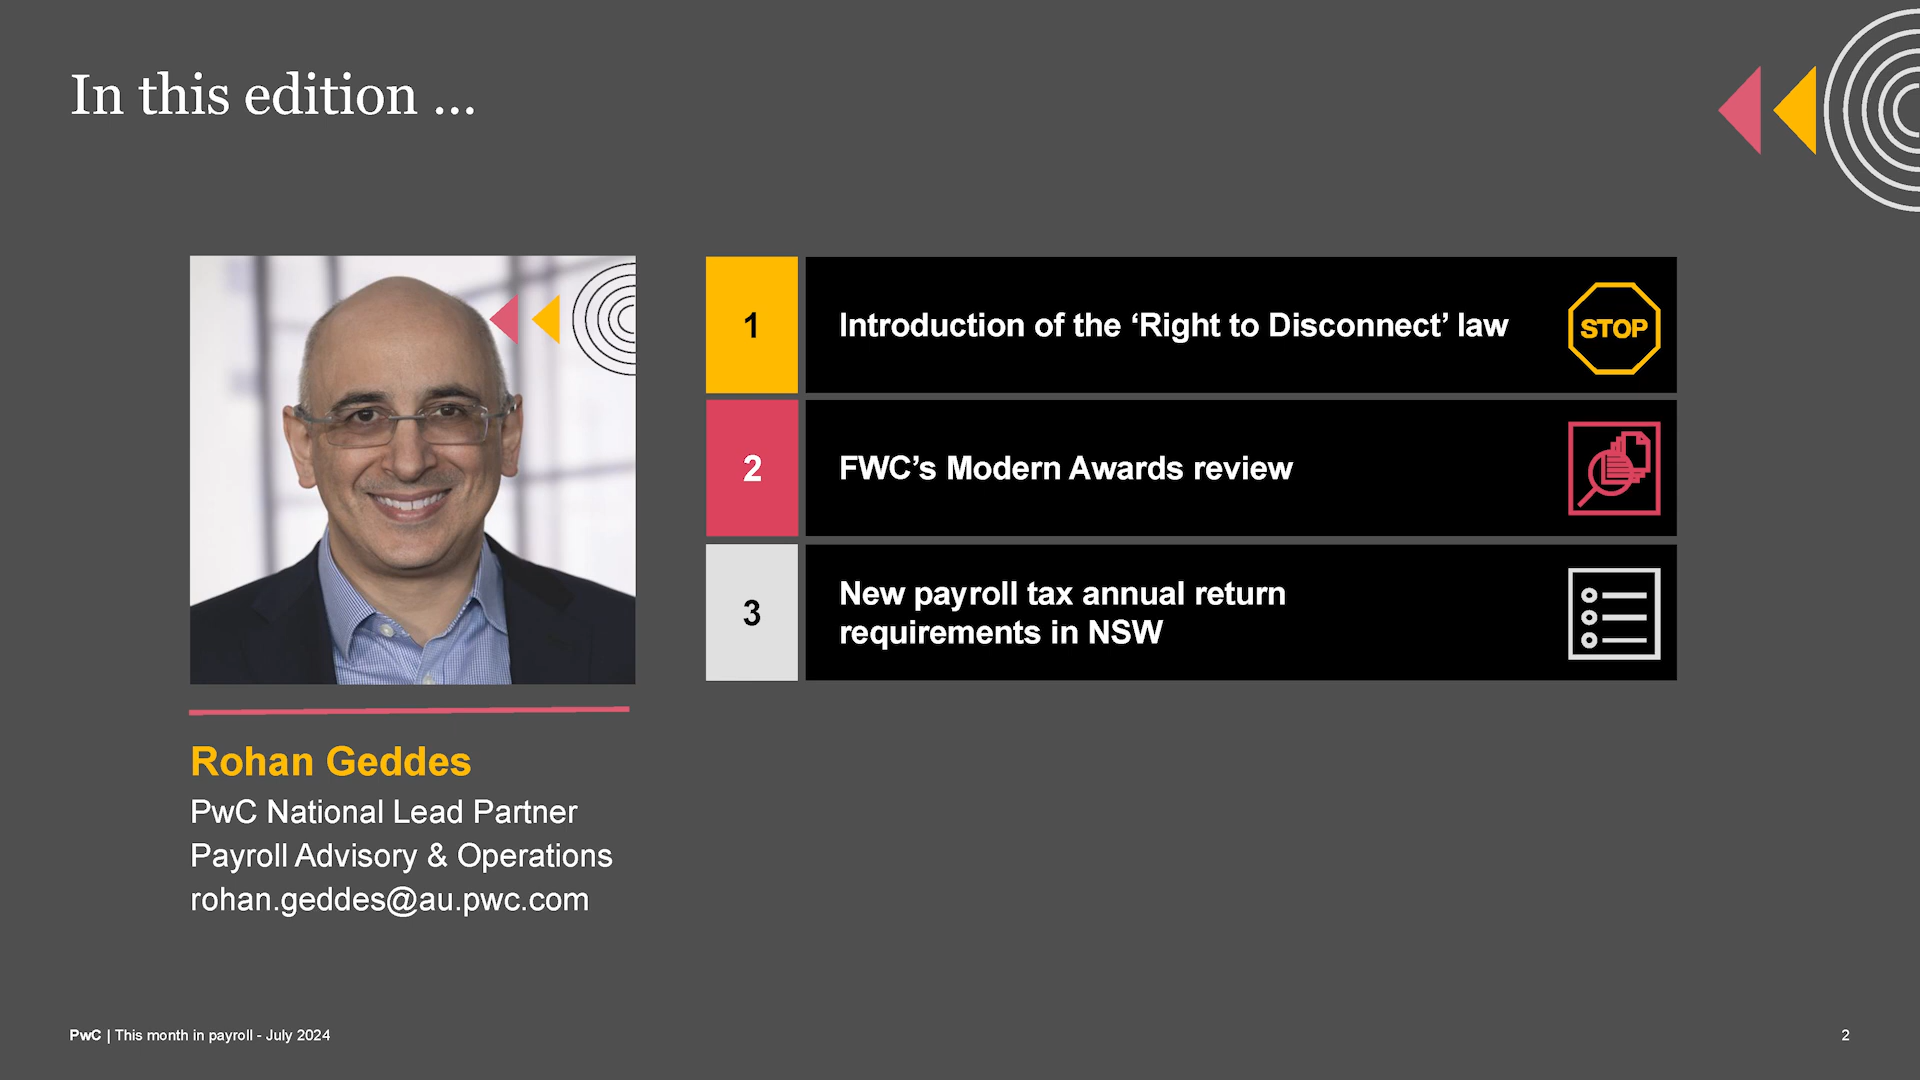 In this edition ...
1
Introduction of the ‘Right to Disconnect’ law
STOP
2
FWC’s Modern Awards review
3
New payroll tax annual return
requirements in NSW
Rohan Geddes
PwC National Lead Partner
Payroll Advisory & Operations
rohan.geddes@au.pwc.com
PwC | This month in payroll - July 2024
2